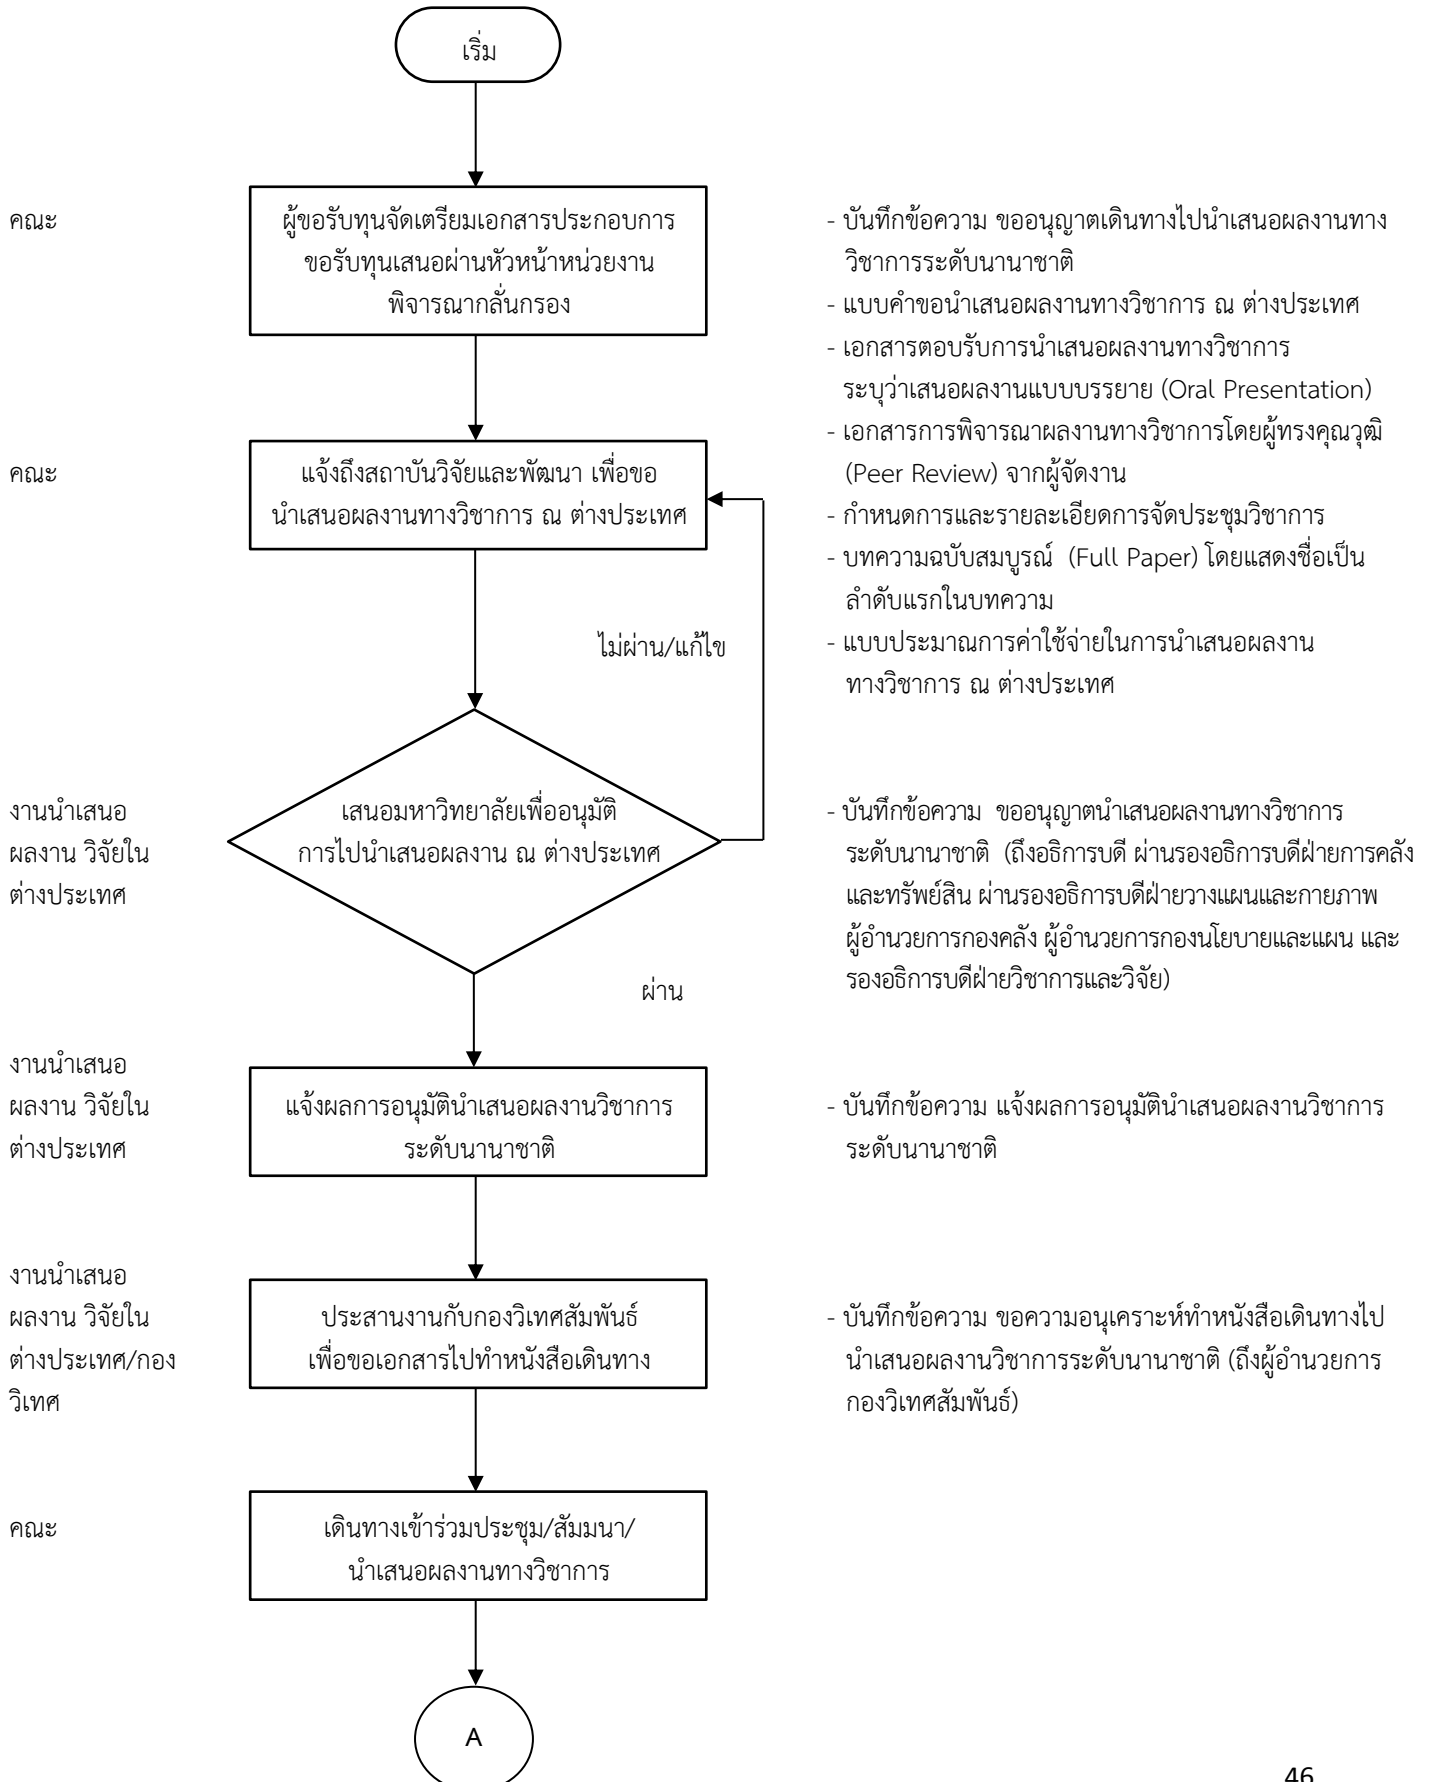 เริ่ม
คณะ
ผู้ขอรับทุนจัดเตรียมเอกสารประกอบการ
ขอรับทุนเสนอผ่านหัวหน้าหน่วยงาน
พิจารณากลั่นกรอง
- บันทึกข้อความ ขออนุญาตเดินทางไปนำเสนอผลงานทาง
วิชาการระดับนานาชาติ
- แบบคำขอนำเสนอผลงานทางวิชาการ ณ ต่างประเทศ
- เอกสารตอบรับการนำเสนอผลงานทางวิชาการ
ระบุว่าเสนอผลงานแบบบรรยาย (Oral Presentation)
- เอกสารการพิจารณาผลงานทางวิชาการโดยผู้ทรงคุณวุฒิ
(Peer Review) จากผู้จัดงาน
- กำหนดการและรายละเอียดการจัดประชุมวิชาการ
- บทความฉบับสมบูรณ์ (Full Paper) โดยแสดงชื่อเป็น
ลำดับแรกในบทความ
- แบบประมาณการค่าใช้จ่ายในการนำเสนอผลงาน
ทางวิชาการ ณ ต่างประเทศ
คณะ
แจ้งถึงสถาบันวิจัยและพัฒนา เพื่อขอ
นำเสนอผลงานทางวิชาการ ณ ต่างประเทศ
ไม่ผ่าน/แก้ไข
งานนำเสนอ
ผลงาน วิจัยใน
ต่างประเทศ
เสนอมหาวิทยาลัยเพื่ออนุมัติ
การไปนำเสนอผลงาน ณ ต่างประเทศ
- บันทึกข้อความ ขออนุญาตนำเสนอผลงานทางวิชาการ
ระดับนานาชาติ (ถึงอธิการบดี ผ่านรองอธิการบดีฝ่ายการคลัง
และทรัพย์สิน ผ่านรองอธิการบดีฝ่ายวางแผนและกายภาพ
ผู้อำนวยการกองคลัง ผู้อำนวยการกองนโยบายและแผน และ
รองอธิการบดีฝ่ายวิชาการและวิจัย)
ผ่าน
งานนำเสนอ
ผลงาน วิจัยใน
ต่างประเทศ
แจ้งผลการอนุมัตินำเสนอผลงานวิชาการ
ระดับนานาชาติ
- บันทึกข้อความ แจ้งผลการอนุมัตินำเสนอผลงานวิชาการ
ระดับนานาชาติ
งานนำเสนอ
ผลงาน วิจัยใน
ต่างประเทศ/กอง
วิเทศ
ประสานงานกับกองวิเทศสัมพันธ์
เพื่อขอเอกสารไปทำหนังสือเดินทาง
- บันทึกข้อความ ขอความอนุเคราะห์ทำหนังสือเดินทางไป
นำเสนอผลงานวิชาการระดับนานาชาติ (ถึงผู้อำนวยการ
กองวิเทศสัมพันธ์)
คณะ
เดินทางเข้าร่วมประชุม/สัมมนา/
นำเสนอผลงานทางวิชาการ
A
46